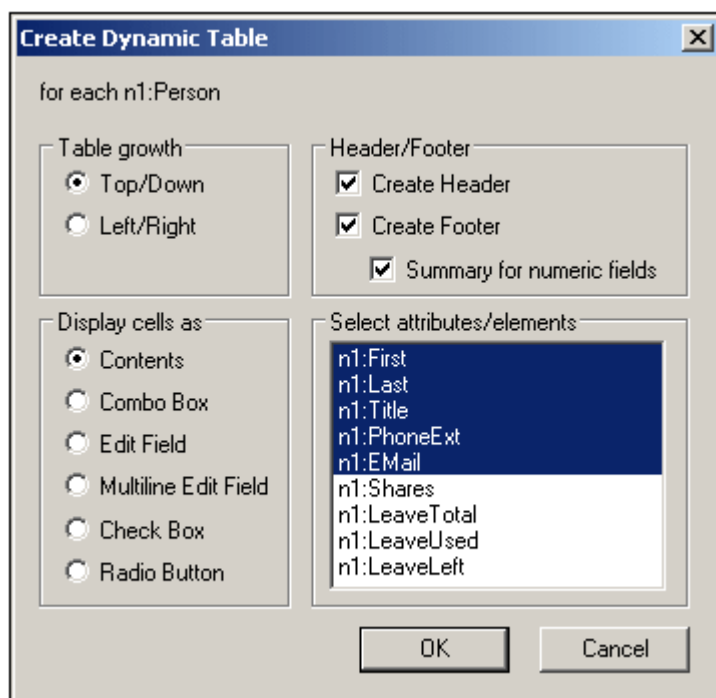 Create Dynamic Table
for each n1:Person
Table growth
Top/Down
Left/Right
Header/Footer
Create Header
Create Footer
Summary for numeric fields
Display cells as
Contents
Combo Box
Edit Field
Multiline Edit Field
Check Box
Radio Button
Select attributes/elements
n1:First
n1:Last
n1:Title
n1:PhoneExt
n1:EMail
n1:Shares
n1:LeaveTotal
n1:LeaveUsed
n1:LeaveLeft
OK
Cancel